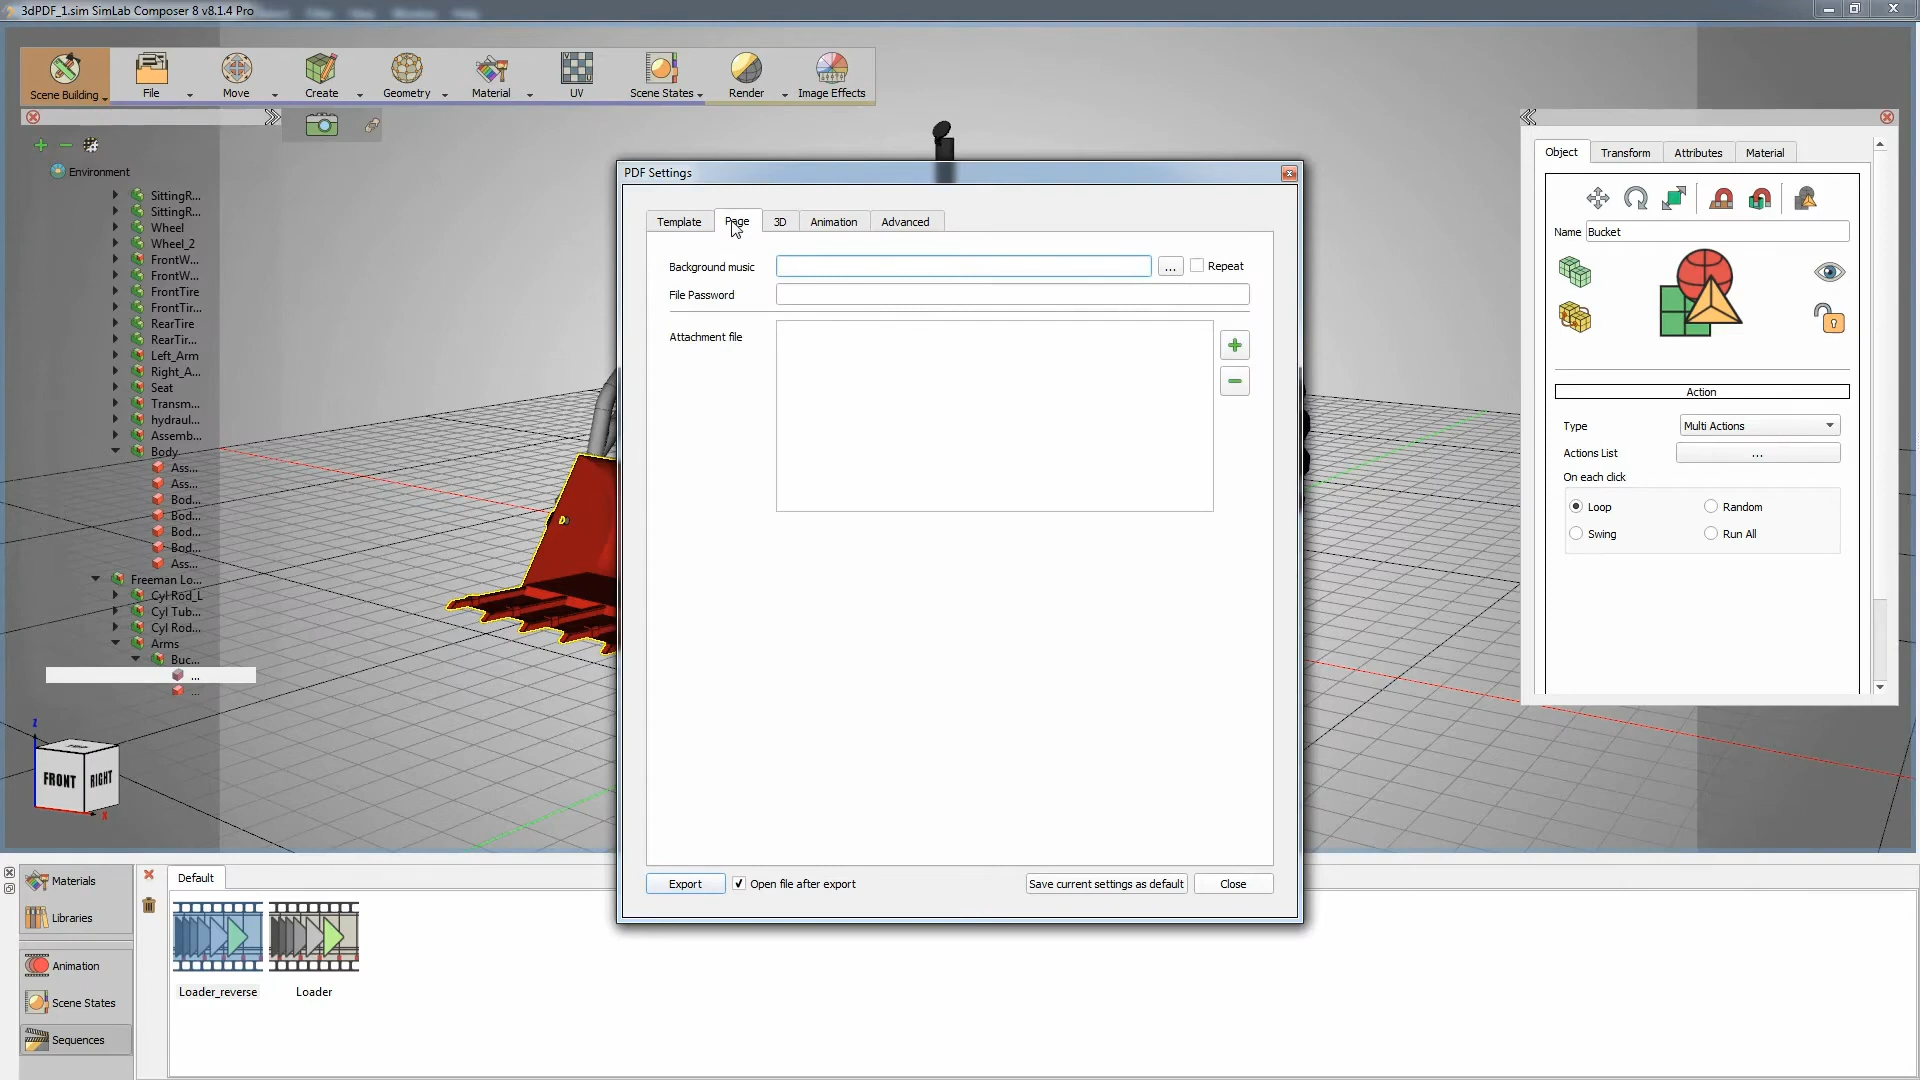 3dPDF_1.sim SimLab Composer 8 v8.1.4 Pro
Scene Building
File
Move
Create
Geometry
Material
UV
Scene States
Render
Image Effects
Environment
SittingR...
SittingR...
Wheel
Wheel_2
FrontW...
FrontW...
FrontTire
FrontTir...
RearTire
RearTir...
Left_Arm
Right_A...
Seat
Transm...
hydraul...
Assemb...
Body
Ass...
Ass...
Bod...
Bod...
Bod...
Bod...
Ass...
Freeman Lo...
Cyl Rod_L
Cyl Tub...
Cyl Rod...
Arms
Buc...
...
...
FRONT
RIGHT
Z
X
PDF Settings
Template
Page
3D
Animation
Advanced
Background music
...
Repeat
File Password
Attachment file
Export
Open file after export
Save current settings as default
Close
Object
Transform
Attributes
Material
Name
Bucket
Action
Type
Multi Actions
Actions List
...
On each click
Loop
Random
Swing
Run All
Materials
Libraries
Animation
Scene States
Sequences
Default
Loader_reverse
Loader